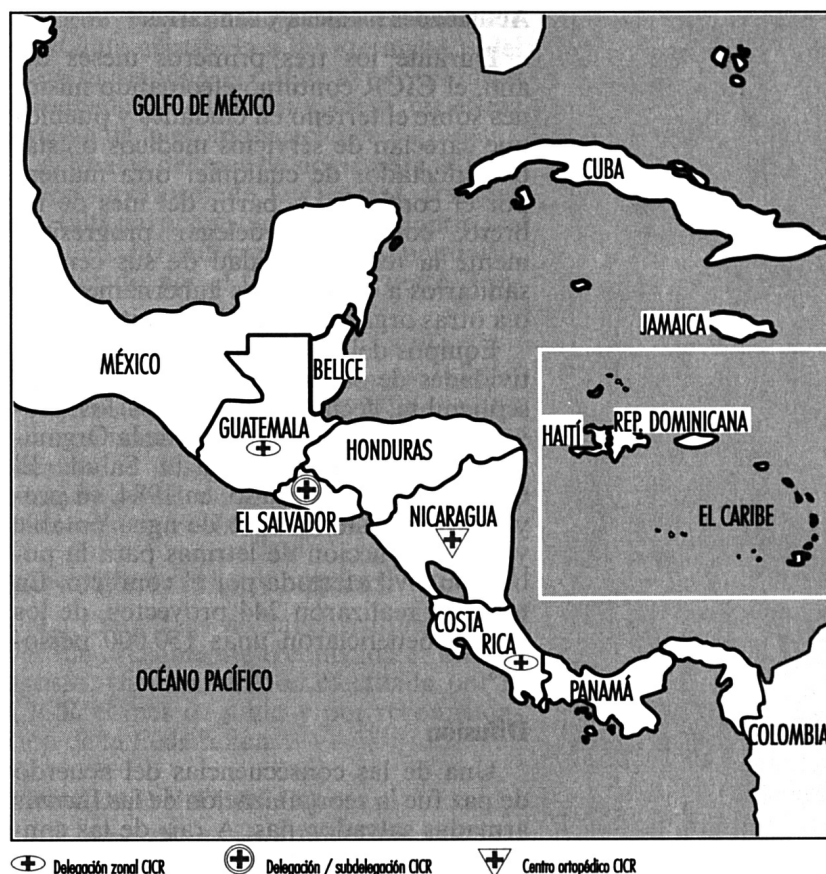 GOLFO DE MÉXICO
CUBA
JAMAICA
MÉXICO
BELICE
HAITÍ
REP. DOMINICANA
GUATEMALA
HONDURAS
EL CARIBE
EL SALVADOR
NICARAGUA
COSTA
RICA
OCÉANO PACÍFICO
PANAMÁ
COLOMBIA
Delegación zonal CICR
Delegación / subdelegación CICR
Centro ortopédico CICR